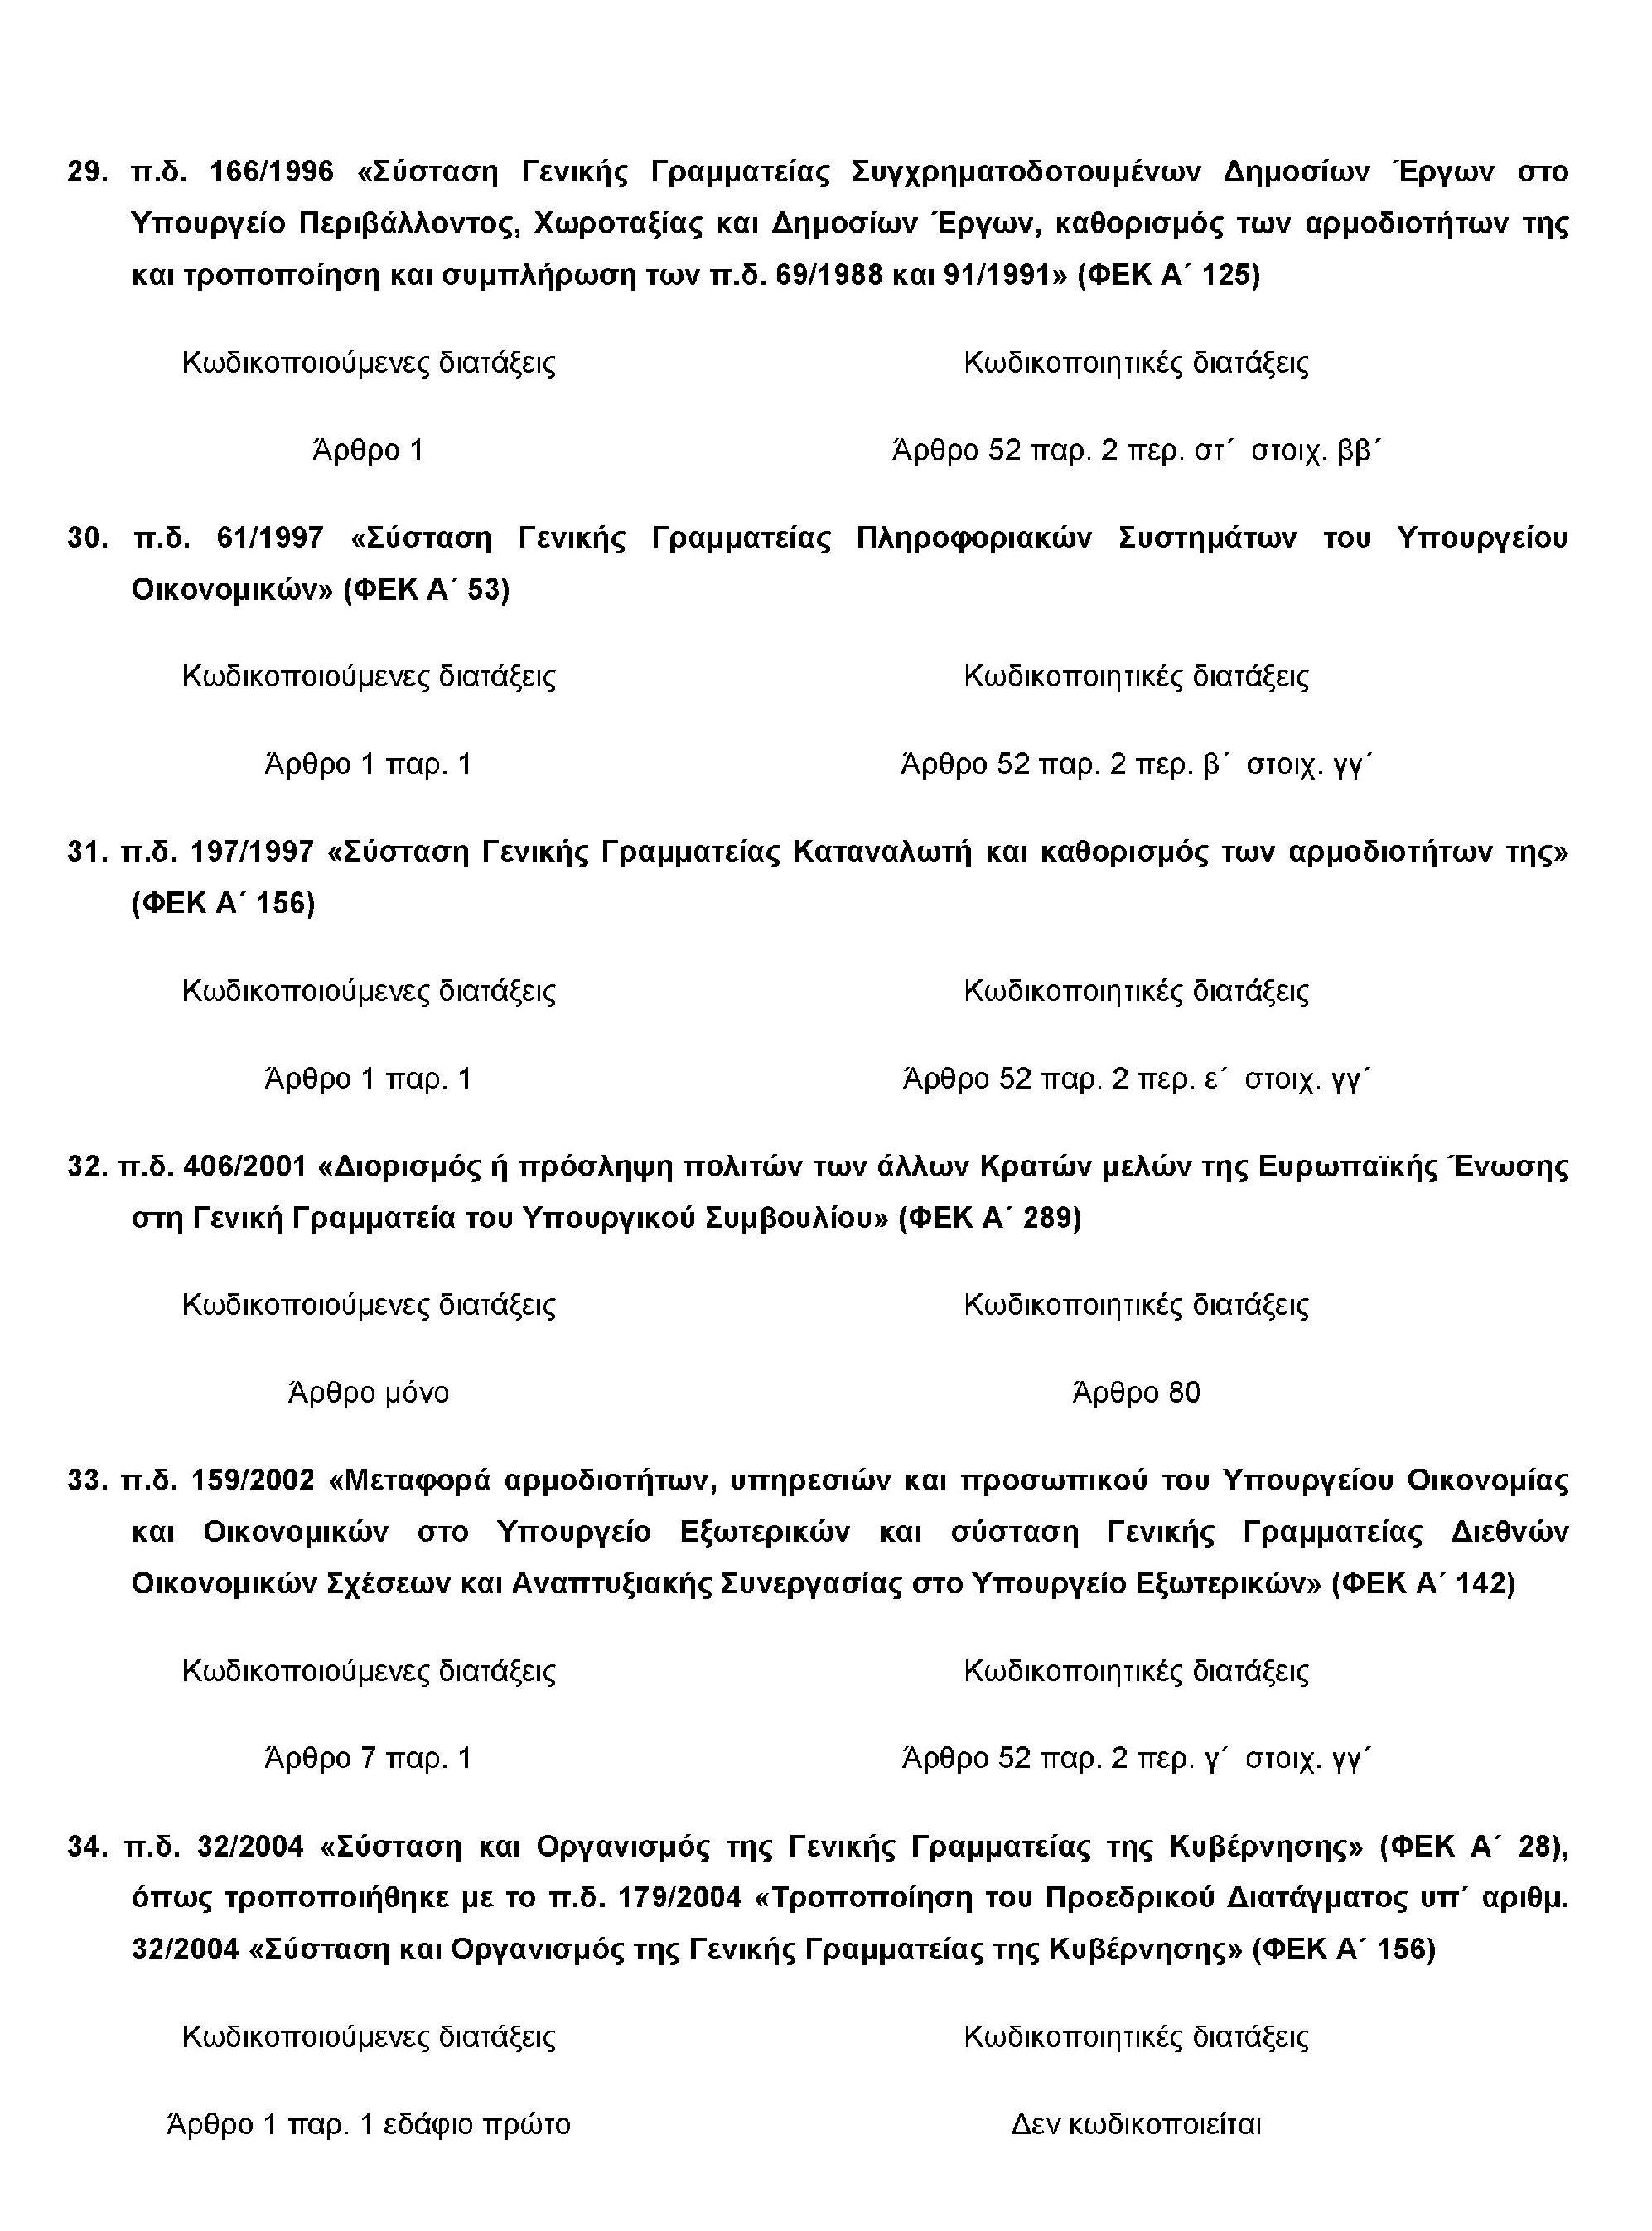 29. π.δ. 166/1996 «Σύσταση Γενικής Γραμματείας Συγχρηματοδοτουμένων Δημοσίων Έργων στο
Υπουργείο Περιβάλλοντος, Χωροταξίας και Δημοσίων Έργων, καθορισμός των αρμοδιοτήτων της
και τροποποίηση και συμπλήρωση των π.δ. 69/1988 και 91/1991» (ΦΕΚ Α΄ 125)
Κωδικοποιούμενες διατάξεις Κωδικοποιητικές διατάξεις
Άρθρο 1 Άρθρο 52 παρ. 2 περ. στ΄ στοιχ. ββ΄
30. π.δ. 61/1997 «Σύσταση Γενικής Γραμματείας Πληροφοριακών Συστημάτων του Υπουργείου
Οικονομικών» (ΦΕΚ Α΄ 53)
Κωδικοποιούμενες διατάξεις Κωδικοποιητικές διατάξεις
Άρθρο 1 παρ. 1 Άρθρο 52 παρ. 2 περ. β΄ στοιχ. γγ΄
31. π.δ. 197/1997 «Σύσταση Γενικής Γραμματείας Καταναλωτή και καθορισμός των αρμοδιοτήτων της»
(ΦΕΚ Α΄ 156)
Κωδικοποιούμενες διατάξεις Κωδικοποιητικές διατάξεις
Άρθρο 1 παρ. 1 Άρθρο 52 παρ. 2 περ. ε΄ στοιχ. γγ΄
32. π.δ. 406/2001 «Διορισμός ή πρόσληψη πολιτών των άλλων Κρατών μελών της Ευρωπαϊκής Ένωσης
στη Γενική Γραμματεία του Υπουργικού Συμβουλίου» (ΦΕΚ Α΄ 289)
Κωδικοποιούμενες διατάξεις Κωδικοποιητικές διατάξεις
Άρθρο μόνο Άρθρο 80
33. π.δ. 159/2002 «Μεταφορά αρμοδιοτήτων, υπηρεσιών και προσωπικού του Υπουργείου Οικονομίας
και Οικονομικών στο Υπουργείο Εξωτερικών και σύσταση Γενικής Γραμματείας Διεθνών
Οικονομικών Σχέσεων και Αναπτυξιακής Συνεργασίας στο Υπουργείο Εξωτερικών» (ΦΕΚ Α΄ 142)
Κωδικοποιούμενες διατάξεις Κωδικοποιητικές διατάξεις
Άρθρο 7 παρ. 1 Άρθρο 52 παρ. 2 περ. γ΄ στοιχ. γγ΄
34. π.δ. 32/2004 «Σύσταση και Οργανισμός της Γενικής Γραμματείας της Κυβέρνησης» (ΦΕΚ Α΄ 28),
όπως τροποποιήθηκε με το π.δ. 179/2004 «Τροποποίηση του Προεδρικού Διατάγματος υπ΄ αριθμ.
32/2004 «Σύσταση και Οργανισμός της Γενικής Γραμματείας της Κυβέρνησης» (ΦΕΚ Α΄ 156)
Κωδικοποιούμενες διατάξεις Κωδικοποιητικές διατάξεις
Άρθρο 1 παρ. 1 εδάφιο πρώτο Δεν κωδικοποιείται